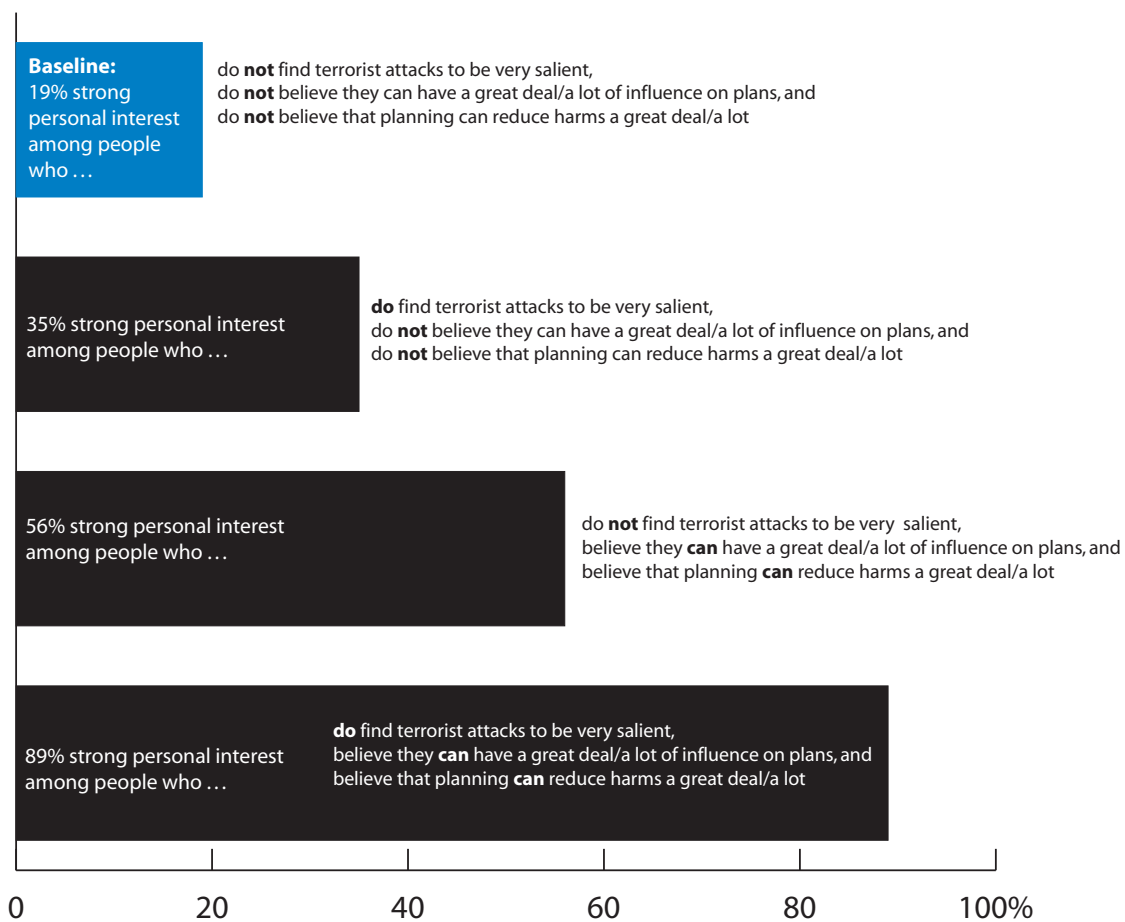 Baseline:
19% strong
personal interest
among people
who …
do not find terrorist attacks to be very salient,
do not believe they can have a great deal/a lot of influence on plans, and
do not believe that planning can reduce harms a great deal/a lot
35% strong personal interest
among people who …
do find terrorist attacks to be very salient,
do not believe they can have a great deal/a lot of influence on plans, and
do not believe that planning can reduce harms a great deal/a lot
56% strong personal interest
among people who …
do not find terrorist attacks to be very salient,
believe they can have a great deal/a lot of influence on plans, and
believe that planning can reduce harms a great deal/a lot
89% strong personal interest
among people who …
do find terrorist attacks to be very salient,
believe they can have a great deal/a lot of influence on plans, and
believe that planning can reduce harms a great deal/a lot
0 20 40 60 80 100%